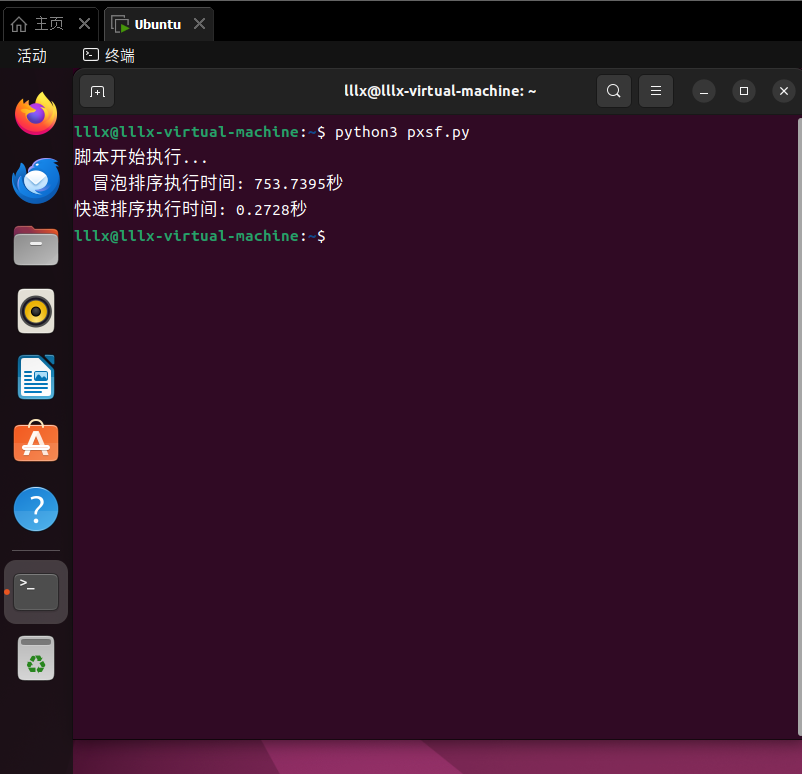 主页
Ubuntu
活动
终端
lllx@lllx-virtual-machine: ~
lllx@lllx-virtual-machine:~$ python3 pxsf.py
脚本开始执行...
冒泡排序执行时间: 753.7395秒
快速排序执行时间: 0.2728秒
lllx@lllx-virtual-machine:~$